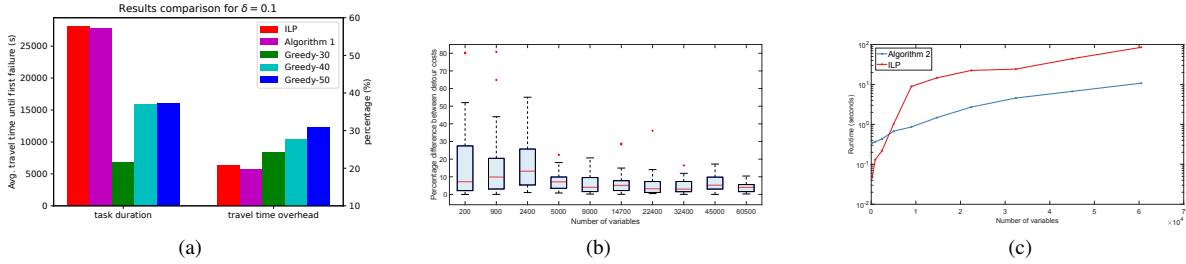 Results comparison for δ = 0.1
Avg. travel time until first failure (s)
25000
20000
15000
10000
5000
0
ILP
Algorithm 1
Greedy-30
Greedy-40
Greedy-50
60
50
40
30
20
10
percentage (%)
task duration
travel time overhead
(a)
Percentage difference between detour costs
80
70
60
50
40
30
20
10
0
200
900
2400
5000
9000
14700
22400
32400
45000
60500
Number of variables
(b)
Runtime (seconds)
10^2
10^1
10^0
10^-1
10^-2
Algorithm 2
ILP
0
1
2
3
4
5
6
7
×10^4
Number of variables
(c)